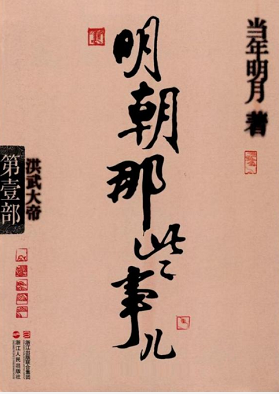 当年明月 著
明朝那些事儿
第壹部
洪武大帝
浙江人民出版社
浙江出版联合集团